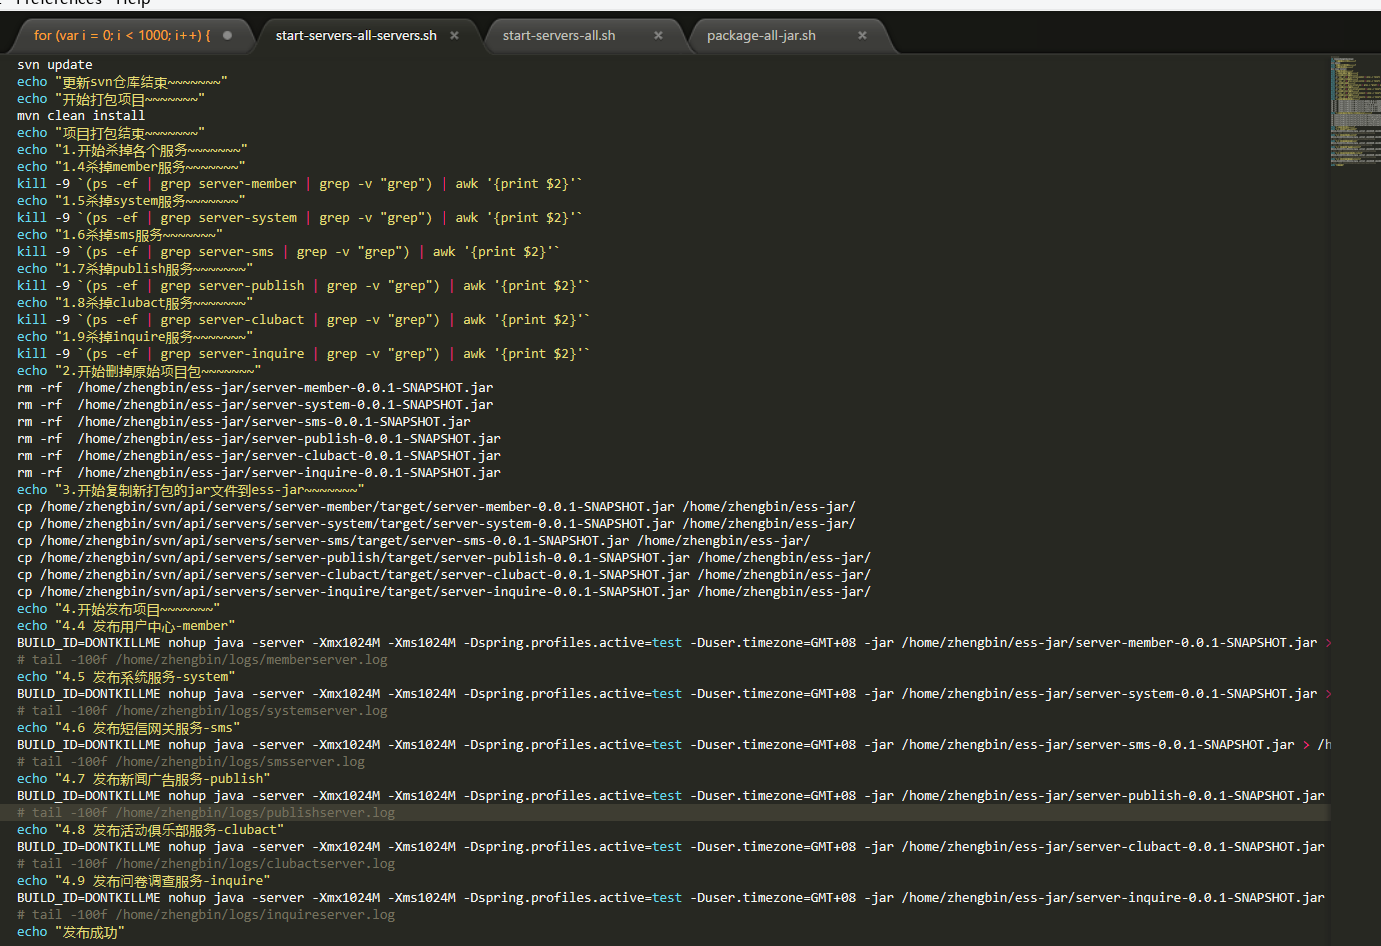 Preferences Help
for (var i = 0; i < 1000; i++) {
start-servers-all-servers.sh
start-servers-all.sh
package-all-jar.sh
svn update
echo "更新svn仓库结束~~~~~~~"
echo "开始打包项目~~~~~~~"
mvn clean install
echo "项目打包结束~~~~~~~"
echo "1.开始杀掉各个服务~~~~~~~"
echo "1.4杀掉member服务~~~~~~~"
kill -9 `(ps -ef | grep server-member | grep -v "grep") | awk '{print $2}'`
echo "1.5杀掉system服务~~~~~~~"
kill -9 `(ps -ef | grep server-system | grep -v "grep") | awk '{print $2}'`
echo "1.6杀掉sms服务~~~~~~~"
kill -9 `(ps -ef | grep server-sms | grep -v "grep") | awk '{print $2}'`
echo "1.7杀掉publish服务~~~~~~~"
kill -9 `(ps -ef | grep server-publish | grep -v "grep") | awk '{print $2}'`
echo "1.8杀掉clubact服务~~~~~~~"
kill -9 `(ps -ef | grep server-clubact | grep -v "grep") | awk '{print $2}'`
echo "1.9杀掉inquire服务~~~~~~~"
kill -9 `(ps -ef | grep server-inquire | grep -v "grep") | awk '{print $2}'`
echo "2.开始删掉原始项目包~~~~~~~"
rm -rf  /home/zhengbin/ess-jar/server-member-0.0.1-SNAPSHOT.jar
rm -rf  /home/zhengbin/ess-jar/server-system-0.0.1-SNAPSHOT.jar
rm -rf  /home/zhengbin/ess-jar/server-sms-0.0.1-SNAPSHOT.jar
rm -rf  /home/zhengbin/ess-jar/server-publish-0.0.1-SNAPSHOT.jar
rm -rf  /home/zhengbin/ess-jar/server-clubact-0.0.1-SNAPSHOT.jar
rm -rf  /home/zhengbin/ess-jar/server-inquire-0.0.1-SNAPSHOT.jar
echo "3.开始复制新打包的jar文件到ess-jar~~~~~~~"
cp /home/zhengbin/svn/api/servers/server-member/target/server-member-0.0.1-SNAPSHOT.jar /home/zhengbin/ess-jar/
cp /home/zhengbin/svn/api/servers/server-system/target/server-system-0.0.1-SNAPSHOT.jar /home/zhengbin/ess-jar/
cp /home/zhengbin/svn/api/servers/server-sms/target/server-sms-0.0.1-SNAPSHOT.jar /home/zhengbin/ess-jar/
cp /home/zhengbin/svn/api/servers/server-publish/target/server-publish-0.0.1-SNAPSHOT.jar /home/zhengbin/ess-jar/
cp /home/zhengbin/svn/api/servers/server-clubact/target/server-clubact-0.0.1-SNAPSHOT.jar /home/zhengbin/ess-jar/
cp /home/zhengbin/svn/api/servers/server-inquire/target/server-inquire-0.0.1-SNAPSHOT.jar /home/zhengbin/ess-jar/
echo "4.开始发布项目~~~~~~~"
echo "4.4 发布用户中心-member"
BUILD_ID=DONTKILLME nohup java -server -Xmx1024M -Xms1024M -Dspring.profiles.active=test -Duser.timezone=GMT+08 -jar /home/zhengbin/ess-jar/server-member-0.0.1-SNAPSHOT.jar >
# tail -100f /home/zhengbin/logs/memberserver.log
echo "4.5 发布系统服务-system"
BUILD_ID=DONTKILLME nohup java -server -Xmx1024M -Xms1024M -Dspring.profiles.active=test -Duser.timezone=GMT+08 -jar /home/zhengbin/ess-jar/server-system-0.0.1-SNAPSHOT.jar >
# tail -100f /home/zhengbin/logs/systemserver.log
echo "4.6 发布短信网关服务-sms"
BUILD_ID=DONTKILLME nohup java -server -Xmx1024M -Xms1024M -Dspring.profiles.active=test -Duser.timezone=GMT+08 -jar /home/zhengbin/ess-jar/server-sms-0.0.1-SNAPSHOT.jar > /h
# tail -100f /home/zhengbin/logs/smsserver.log
echo "4.7 发布新闻广告服务-publish"
BUILD_ID=DONTKILLME nohup java -server -Xmx1024M -Xms1024M -Dspring.profiles.active=test -Duser.timezone=GMT+08 -jar /home/zhengbin/ess-jar/server-publish-0.0.1-SNAPSHOT.jar
# tail -100f /home/zhengbin/logs/publishserver.log
echo "4.8 发布活动俱乐部服务-clubact"
BUILD_ID=DONTKILLME nohup java -server -Xmx1024M -Xms1024M -Dspring.profiles.active=test -Duser.timezone=GMT+08 -jar /home/zhengbin/ess-jar/server-clubact-0.0.1-SNAPSHOT.jar
# tail -100f /home/zhengbin/logs/clubactserver.log
echo "4.9 发布问卷调查服务-inquire"
BUILD_ID=DONTKILLME nohup java -server -Xmx1024M -Xms1024M -Dspring.profiles.active=test -Duser.timezone=GMT+08 -jar /home/zhengbin/ess-jar/server-inquire-0.0.1-SNAPSHOT.jar
# tail -100f /home/zhengbin/logs/inquireserver.log
echo "发布成功"